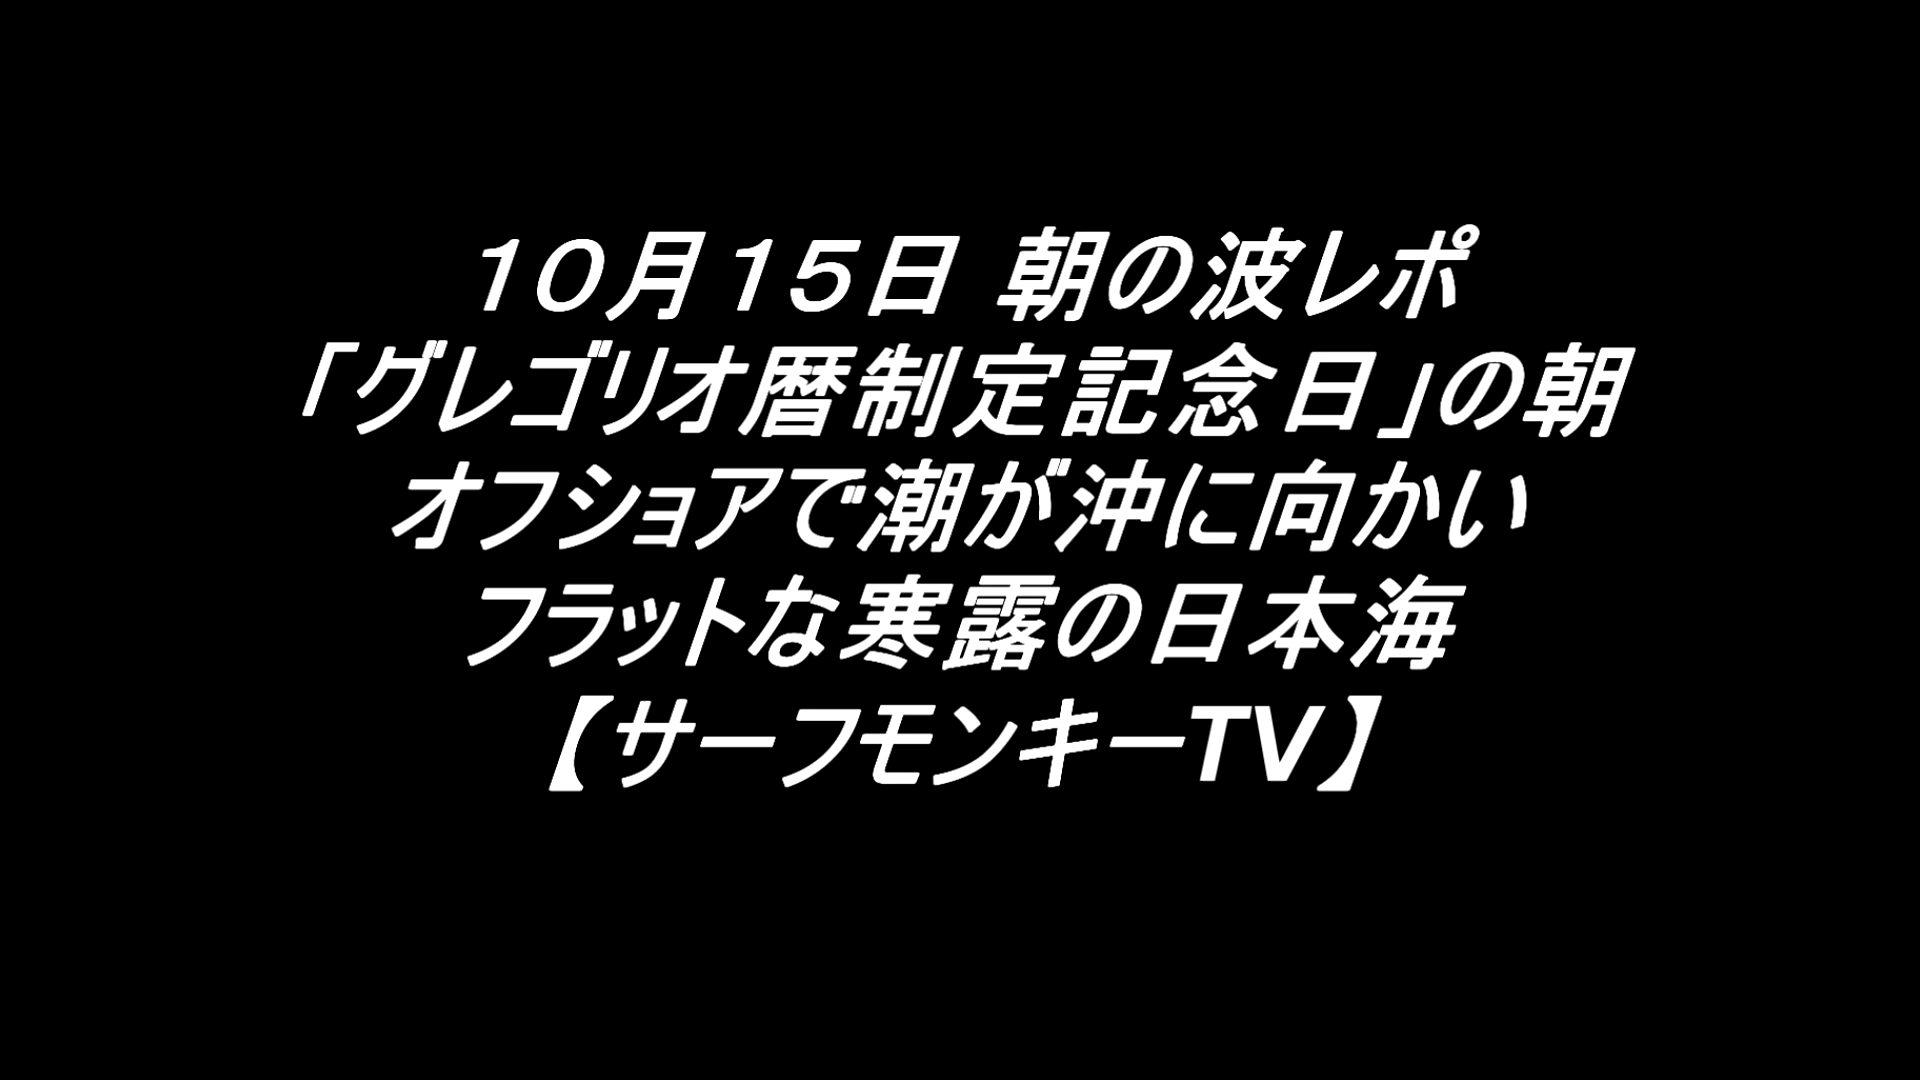 10月15日 朝の波レポ
「グレゴリオ暦制定記念日」の朝
オフショアで潮が沖に向かい
フラットな寒露の日本海
【サーフモンキーTV】